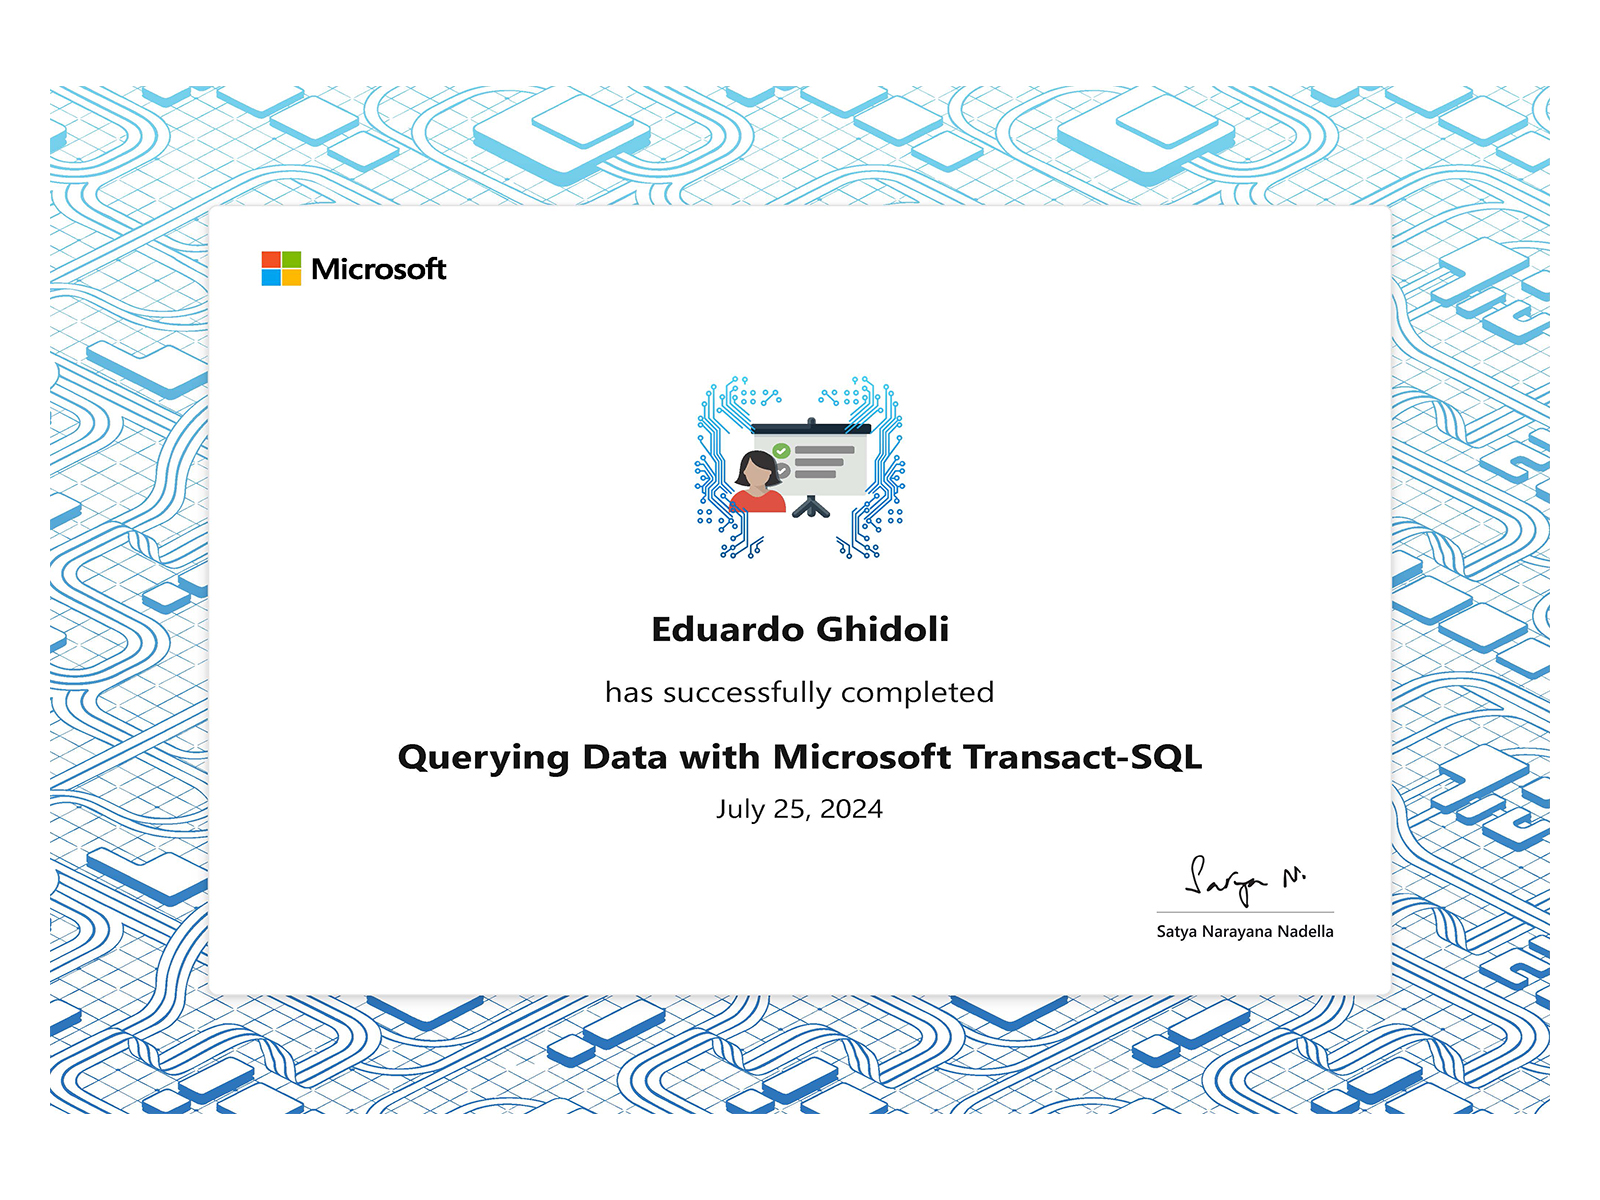 Microsoft
Eduardo Ghidoli
has successfully completed
Querying Data with Microsoft Transact-SQL
July 25, 2024
Satya N.
Satya Narayana Nadella